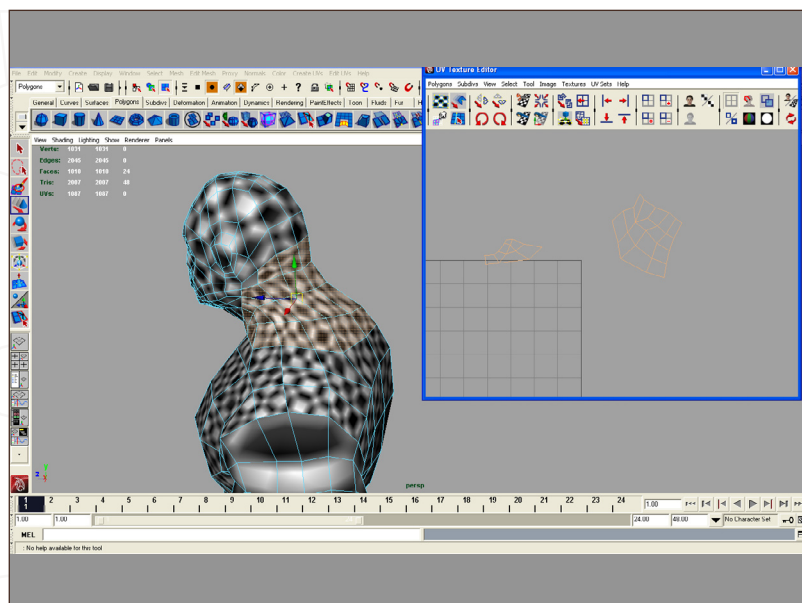 UV Texture Editor
File Edit Modify Create Display Window Select Mesh Edit Mesh Proxy Normals Color Create UVs Edit UVs Help
Polygons Subdivs View Select Tool Image Textures UV Sets Help
Polygons
General Curves Surfaces Polygons Subdivs Deformation Animation Dynamics Rendering PaintEffects Toon Fluids Fur H
View Shading Lighting Show Renderer Panels
Verts: 1031 1031 0
Edges: 2045 2045 0
Faces: 1010 1010 24
Tris: 2007 2007 48
UVs: 1087 1087 0
persp
1 2 3 4 5 6 7 8 9 10 11 12 13 14 15 16 17 18 19 20 21 22 23 24 1.00
1
1.00 1.00 24.00 48.00 No Character Set
MEL
: No help available for this tool